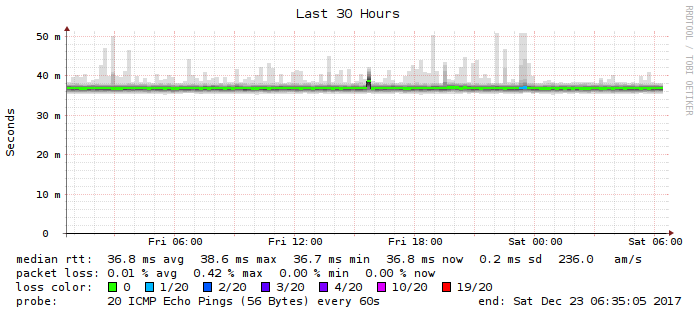 Last 30 Hours
RRDTOOL / TOBI OETIKER
Seconds
50 m
40 m
30 m
20 m
10 m
0
Fri 06:00 Fri 12:00 Fri 18:00 Sat 00:00 Sat 06:00
median rtt: 36.8 ms avg 38.6 ms max 36.7 ms min 36.8 ms now 0.2 ms sd 236.0 am/s
packet loss: 0.01 % avg 0.42 % max 0.00 % min 0.00 % now
loss color: 0 1/20 2/20 3/20 4/20 10/20 19/20
probe: 20 ICMP Echo Pings (56 Bytes) every 60s end: Sat Dec 23 06:35:05 2017